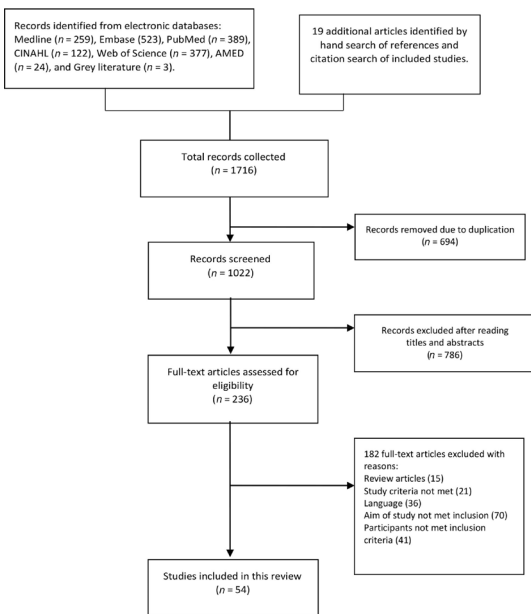 Records identified from electronic databases:
Medline (n = 259), Embase (523), PubMed (n = 389),
CINAHL (n = 122), Web of Science (n = 377), AMED
(n = 24), and Grey literature (n = 3).
19 additional articles identified by
hand search of references and
citation search of included studies.
Total records collected
(n = 1716)
Records removed due to duplication
(n = 694)
Records screened
(n = 1022)
Records excluded after reading
titles and abstracts
(n = 786)
Full-text articles assessed for
eligibility
(n = 236)
182 full-text articles excluded with
reasons:
Review articles (15)
Study criteria not met (21)
Language (36)
Aim of study not met inclusion (70)
Participants not met inclusion
criteria (41)
Studies included in this review
(n = 54)